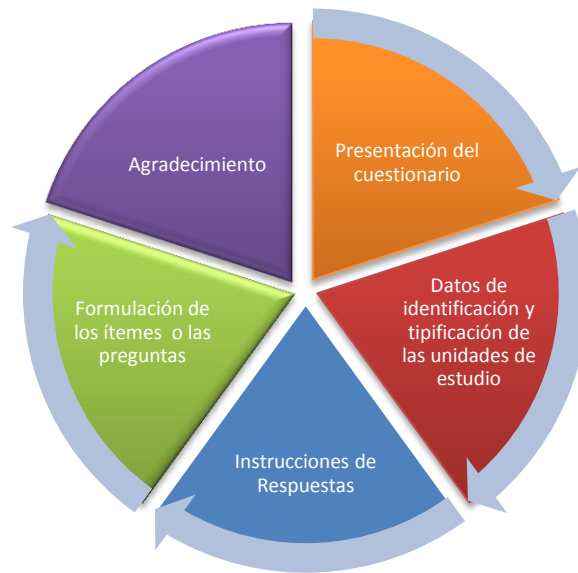 Presentación del
cuestionario
Datos de
identificación y
tipificación de
las unidades de
estudio
Instrucciones de
Respuestas
Formulación de
los ítemes o las
preguntas
Agradecimiento